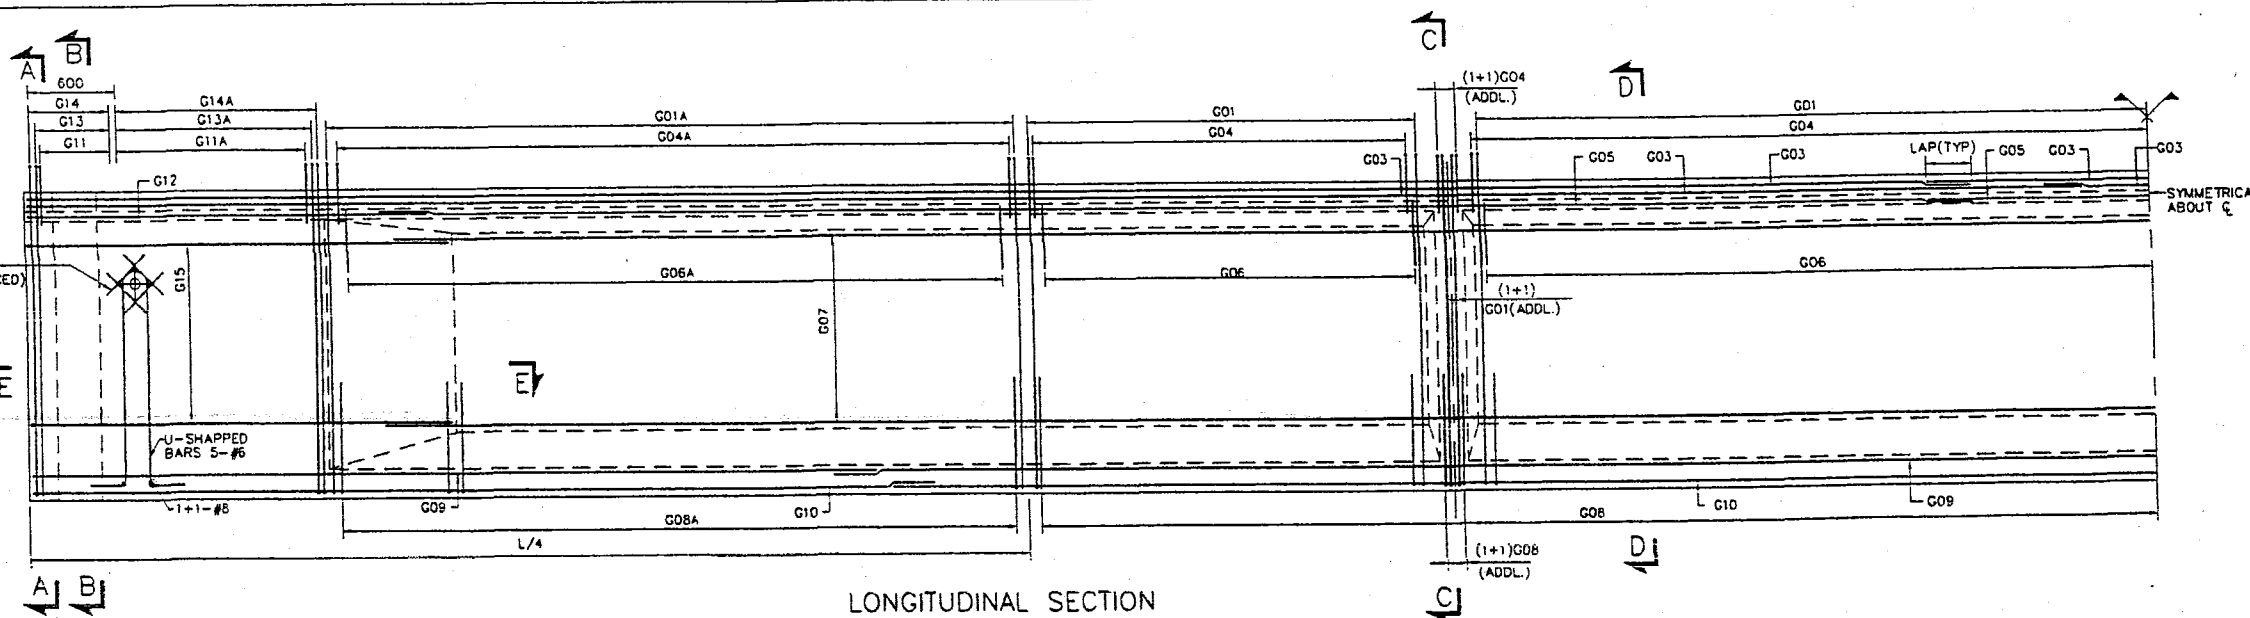 C
B
A
(1+1)G04
(ADDL.)
D
600
G14
G14A
G13
G13A
G11
G11A
G01A
G04A
G01
G04
G01
G04
G12
G03
G05
G03
G03
LAP(TYP)
G05
G03
G03
SYMMETRICA
ABOUT ℄
CED)
G15
G06A
G06
G06
(1+1)
G01(ADDL.)
G07
E
E
U-SHAPPED
BARS 5-#6
1+1-#8
G09
G10
G08A
G08
G10
G09
L/4
(1+1)G08
(ADDL.)
D
A
B
C
LONGITUDINAL SECTION